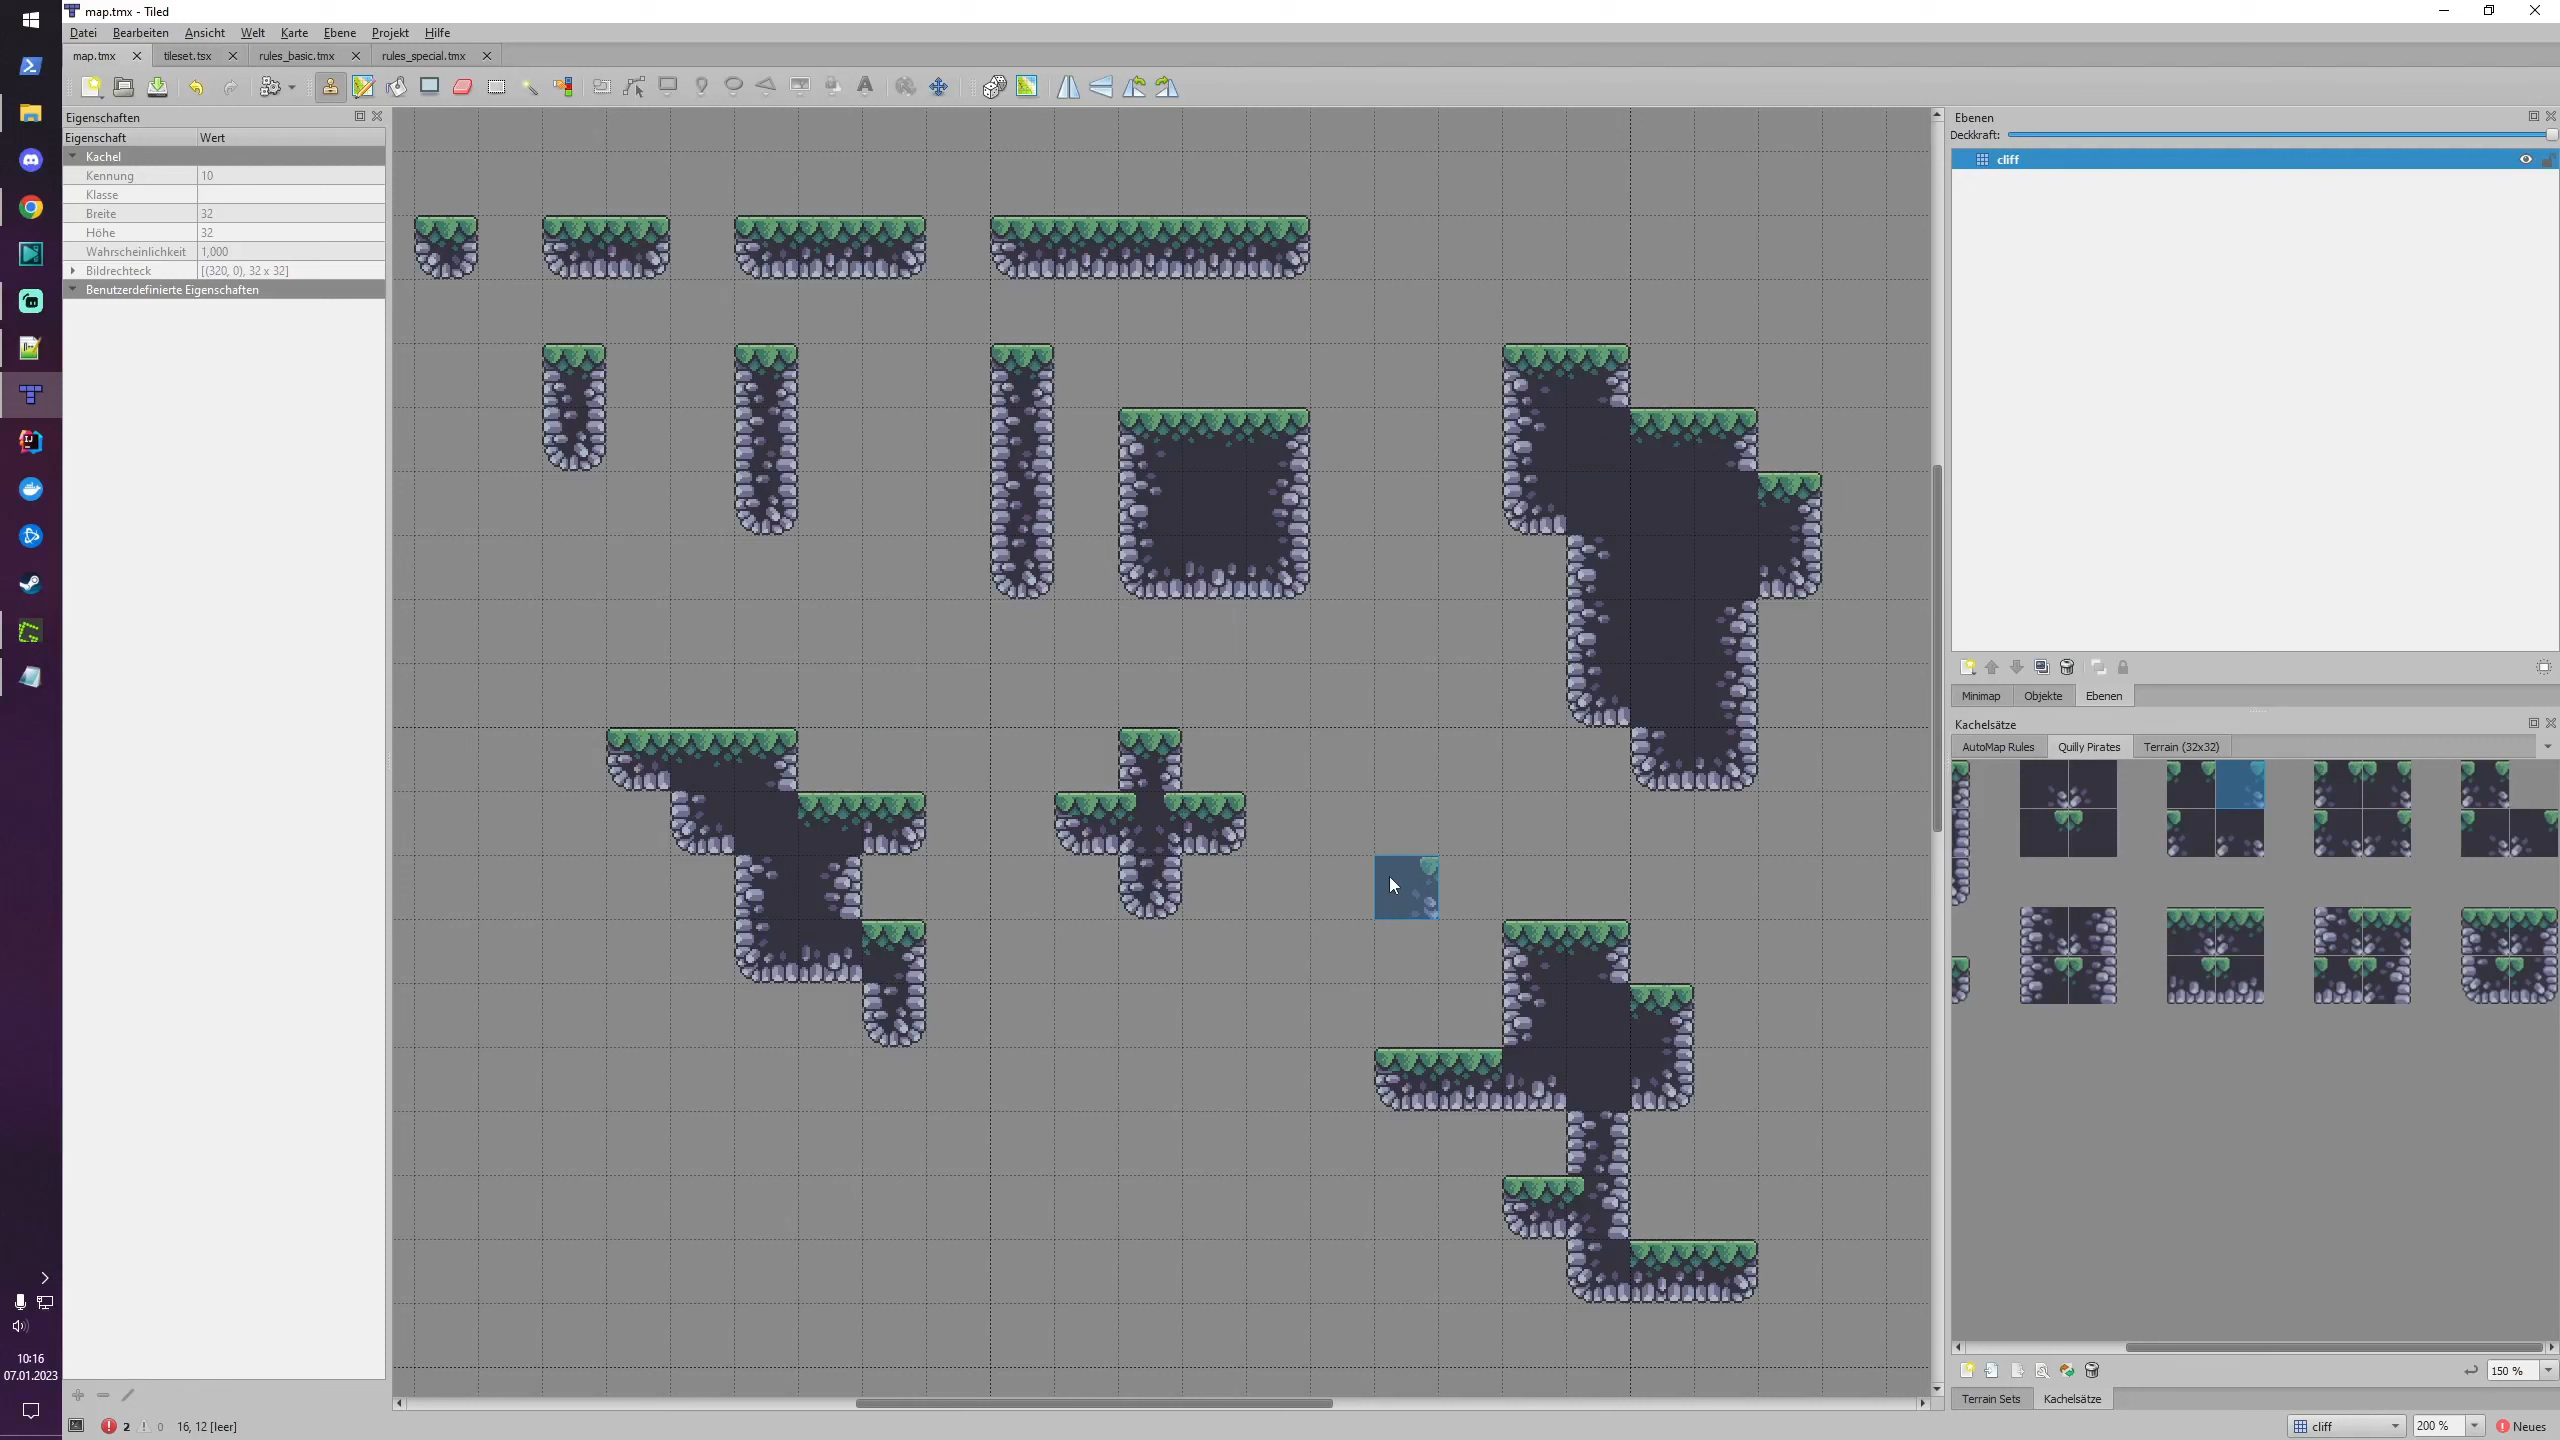 map.tmx - Tiled
Datei Bearbeiten Ansicht Welt Karte Ebene Projekt Hilfe
map.tmx tileset.tsx rules_basic.tmx rules_special.tmx
Eigenschaften
Eigenschaft Wert
Kachel
Kennung 10
Klasse
Breite 32
Höhe 32
Wahrscheinlichkeit 1,000
Bildrechteck [(320, 0), 32 x 32]
Benutzerdefinierte Eigenschaften
Ebenen
Deckkraft:
cliff
Minimap Objekte Ebenen
Kachelsätze
AutoMap Rules Quilly Pirates Terrain (32x32)
150 %
Terrain Sets Kachelsätze
10:16
07.01.2023
2 0 16, 12 [leer]
cliff 200 % Neues